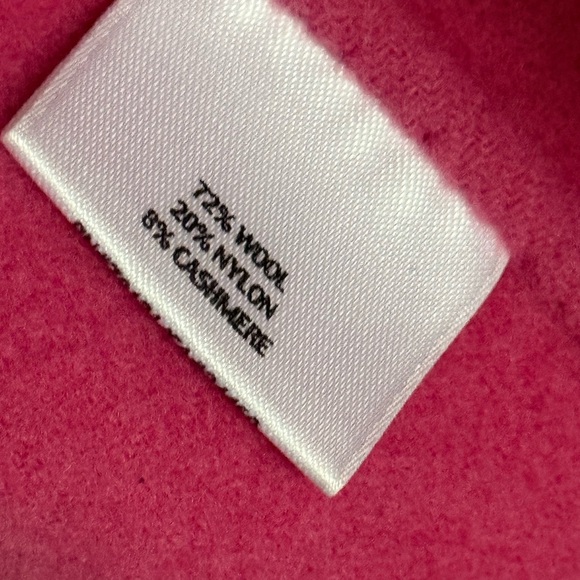 72% WOOL
20% NYLON
8% CASHMERE